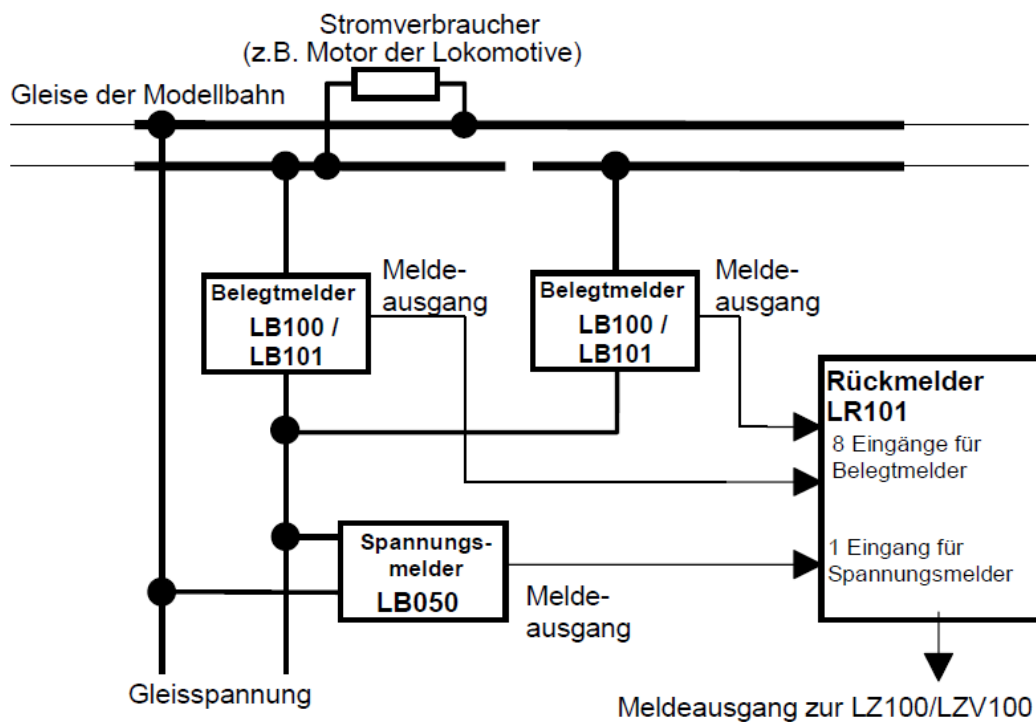 Stromverbraucher
(z.B. Motor der Lokomotive)
Gleise der Modellbahn
Belegtmelder
LB100 /
LB101
Melde-
ausgang
Belegtmelder
LB100 /
LB101
Melde-
ausgang
Rückmelder
LR101
8 Eingänge für
Belegtmelder
1 Eingang für
Spannungsmelder
Spannungs-
melder
LB050
Melde-
ausgang
Gleisspannung
Meldeausgang zur LZ100/LZV100